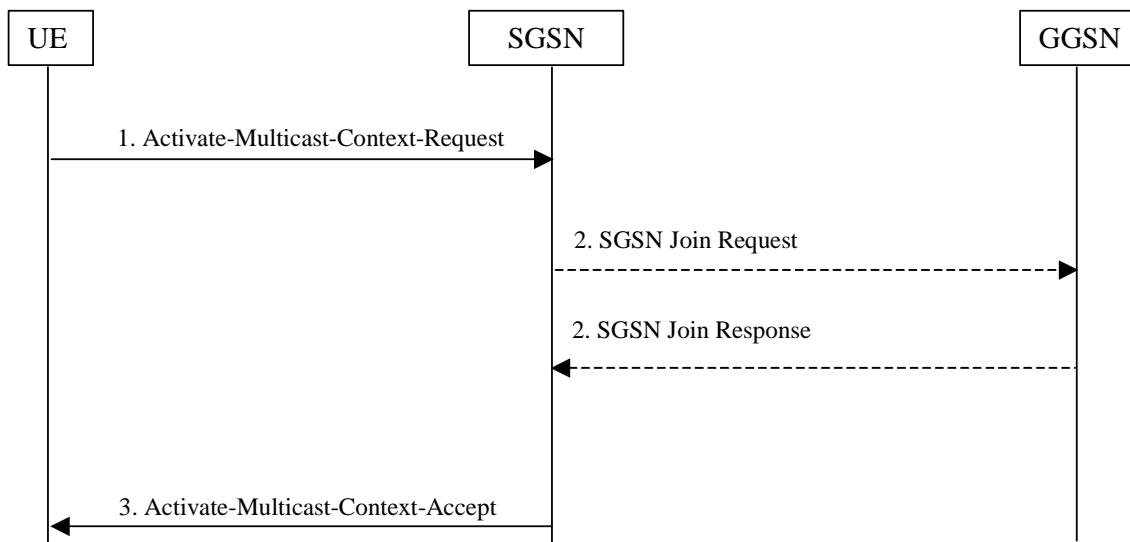 UE
SGSN
GGSN
1. Activate-Multicast-Context-Request
2. SGSN Join Request
2. SGSN Join Response
3. Activate-Multicast-Context-Accept